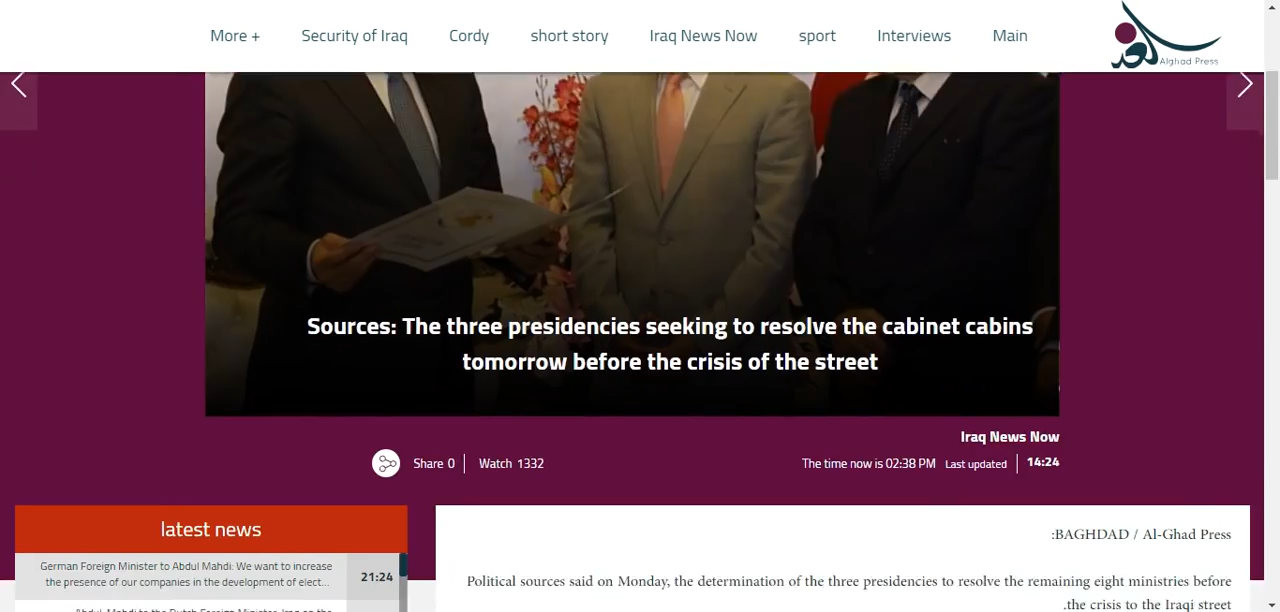 More +
Security of Iraq
Cordy
short story
Iraq News Now
sport
Interviews
Main
Alghad Press
Sources: The three presidencies seeking to resolve the cabinet cabins
tomorrow before the crisis of the street
Iraq News Now
Share 0
Watch 1332
The time now is 02:38 PM Last updated
14:24
latest news
German Foreign Minister to Abdul Mahdi: We want to increase
the presence of our companies in the development of elect...
21:24
:BAGHDAD / Al-Ghad Press
Political sources said on Monday, the determination of the three presidencies to resolve the remaining eight ministries before
.the crisis to the Iraqi street